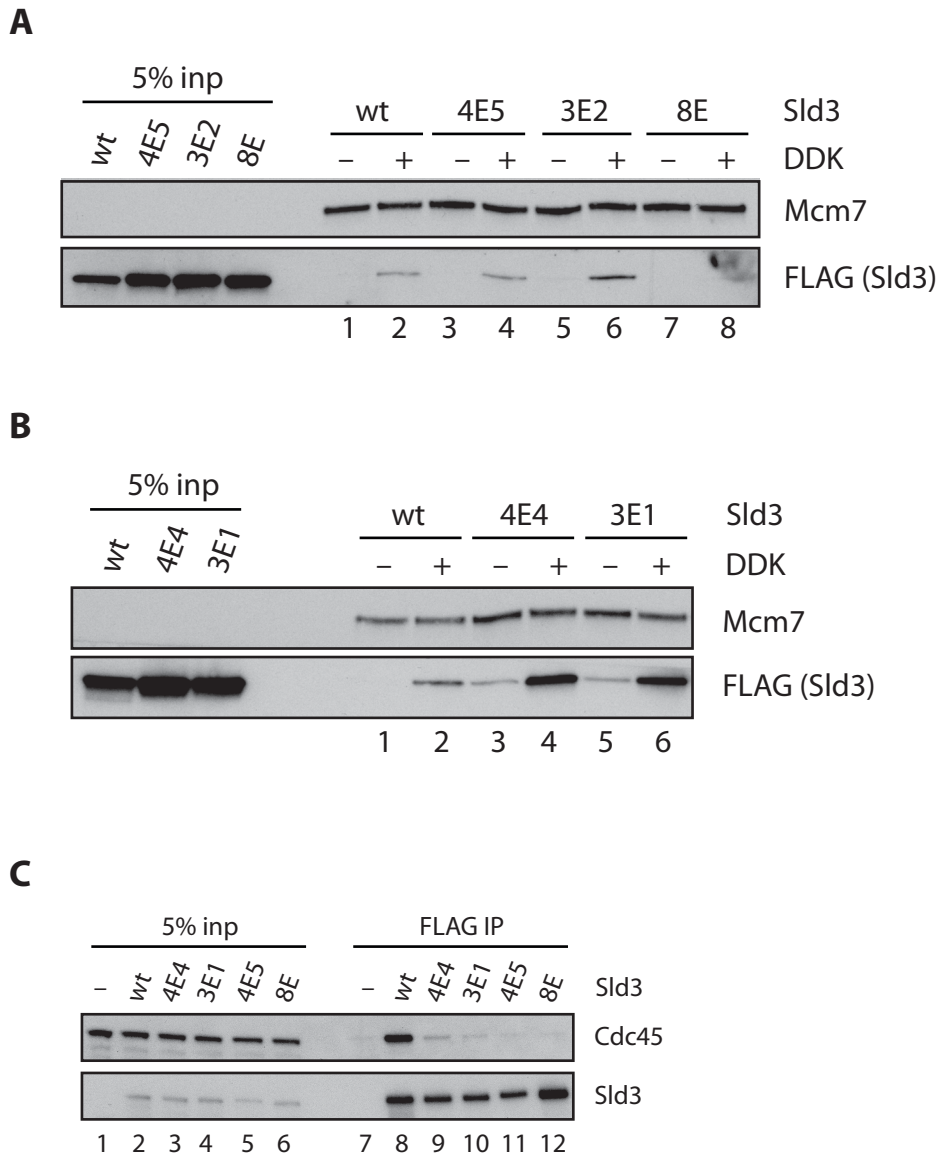 A
5% inp
wt 4E5 3E2 8E
wt 4E5 3E2 8E Sld3
– + – + – + – + DDK
Mcm7
FLAG (Sld3)
1 2 3 4 5 6 7 8
B
5% inp
wt 4E4 3E1
wt 4E4 3E1 Sld3
– + – + – + DDK
Mcm7
FLAG (Sld3)
1 2 3 4 5 6
C
5% inp FLAG IP
– wt 4E4 3E1 4E5 8E – wt 4E4 3E1 4E5 8E Sld3
Cdc45
Sld3
1 2 3 4 5 6 7 8 9 10 11 12